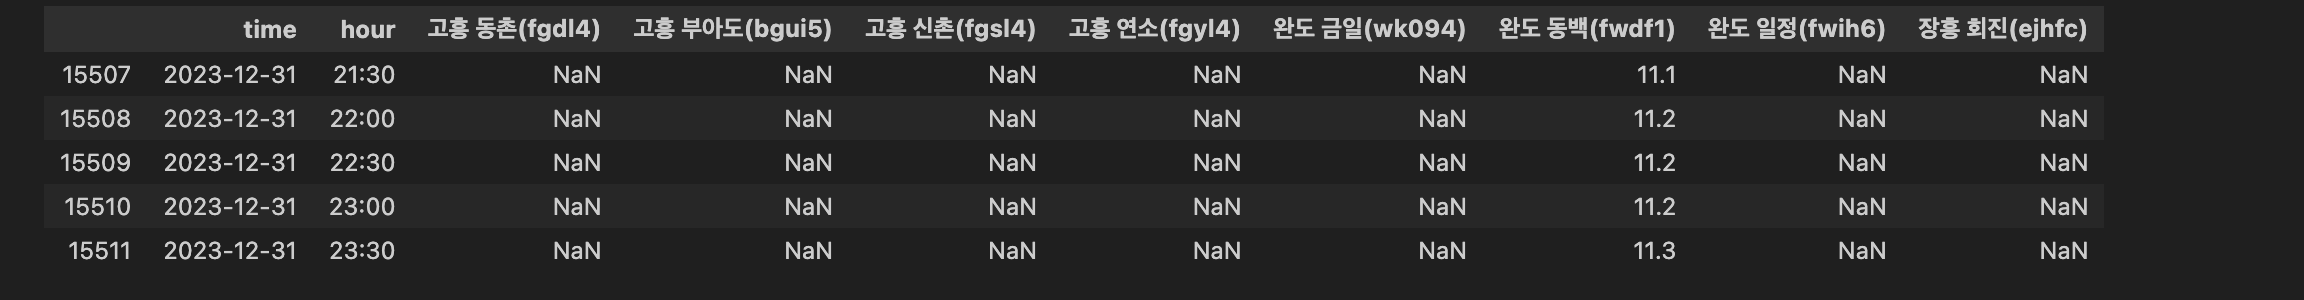 time hour 고흥 동촌(fgdl4) 고흥 부아도(bgui5) 고흥 신촌(fgsl4) 고흥 연소(fgyl4) 완도 금일(wk094) 완도 동백(fwdf1) 완도 일정(fwih6) 장흥 회진(ejhfc)
15507 2023-12-31 21:30 NaN NaN NaN NaN NaN 11.1 NaN NaN
15508 2023-12-31 22:00 NaN NaN NaN NaN NaN 11.2 NaN NaN
15509 2023-12-31 22:30 NaN NaN NaN NaN NaN 11.2 NaN NaN
15510 2023-12-31 23:00 NaN NaN NaN NaN NaN 11.2 NaN NaN
15511 2023-12-31 23:30 NaN NaN NaN NaN NaN 11.3 NaN NaN